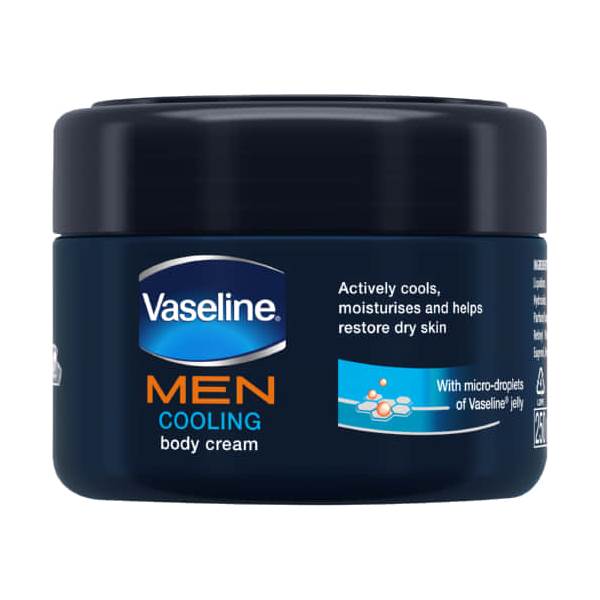 Vaseline®
MEN
COOLING
body cream
Actively cools,
moisturises and helps
restore dry skin
With micro-droplets
of Vaseline® jelly